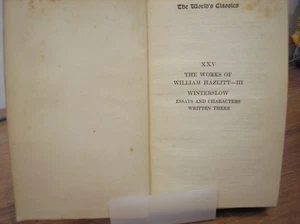 The World's Classics
XXV
THE WORKS OF
WILLIAM HAZLITT—III
WINTERSLOW
ESSAYS AND CHARACTERS
WRITTEN THERE